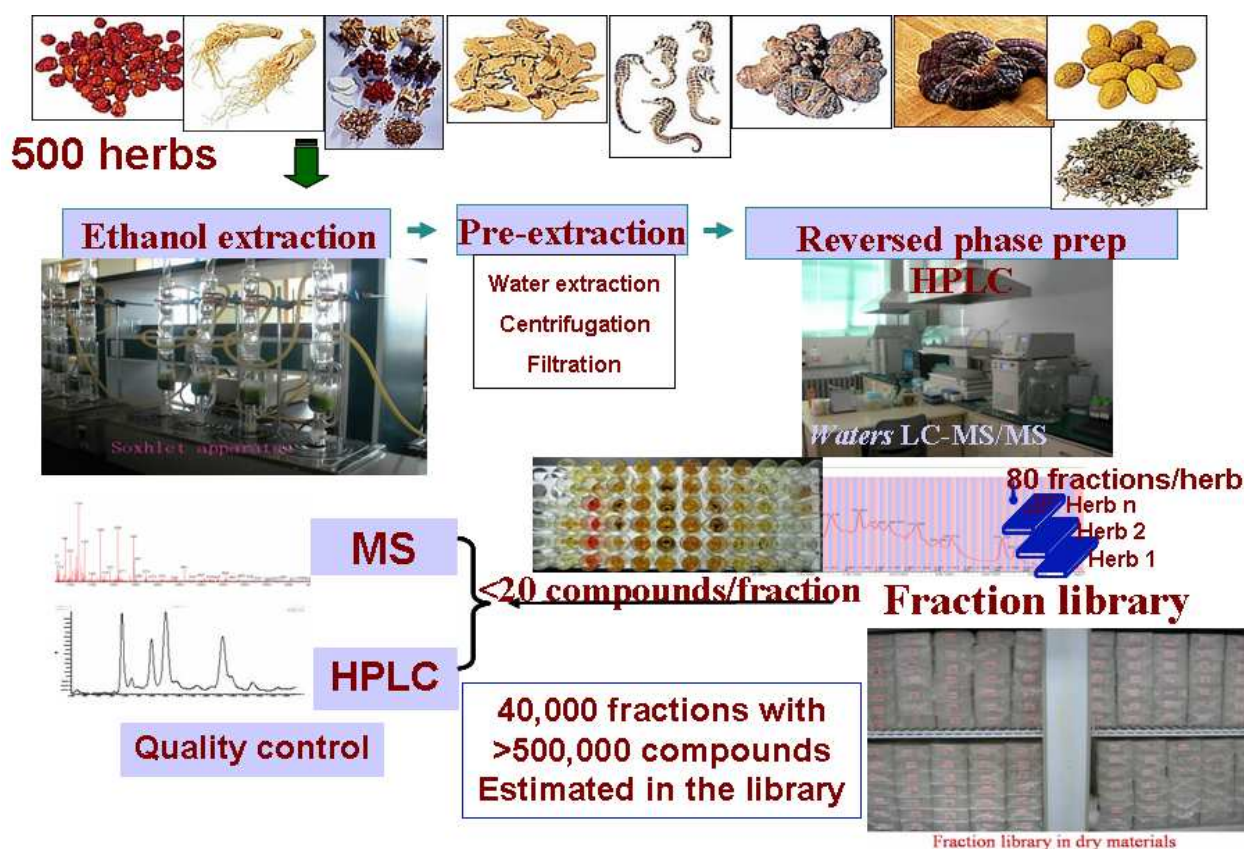 500 herbs
Ethanol extraction
Pre-extraction
Reversed phase prep
HPLC
Water extraction
Centrifugation
Filtration
Soxhlet apparatus
Waters LC-MS/MS
80 fractions/herb
Herb n
Herb 2
Herb 1
MS
<20 compounds/fraction
Fraction library
HPLC
40,000 fractions with
>500,000 compounds
Estimated in the library
Quality control
Fraction library in dry materials